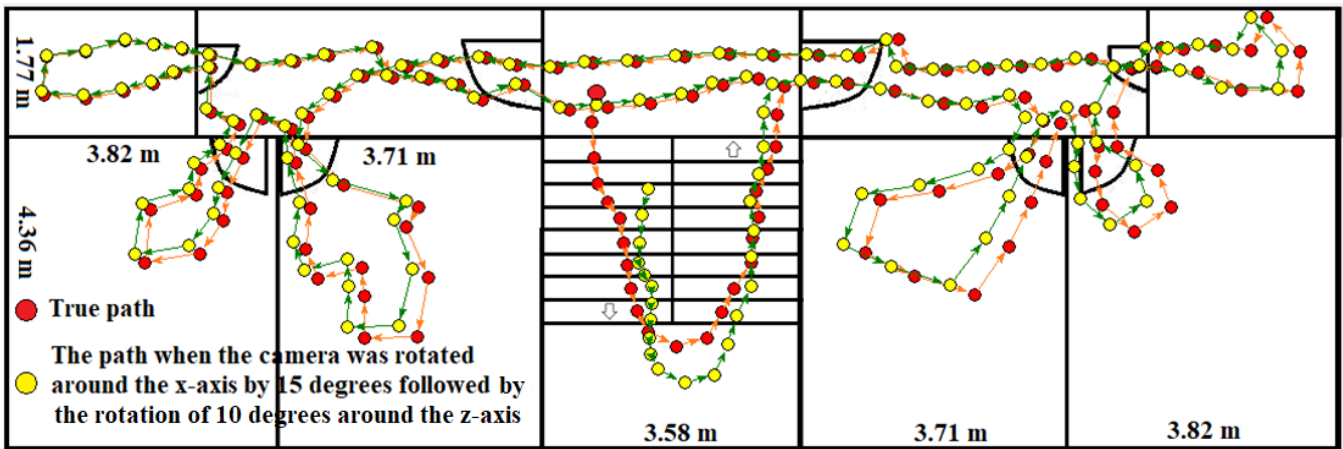 1.77 m
3.82 m
3.71 m
4.36 m
True path
The path when the camera was rotated
around the x-axis by 15 degrees followed by
the rotation of 10 degrees around the z-axis
3.58 m
3.71 m
3.82 m